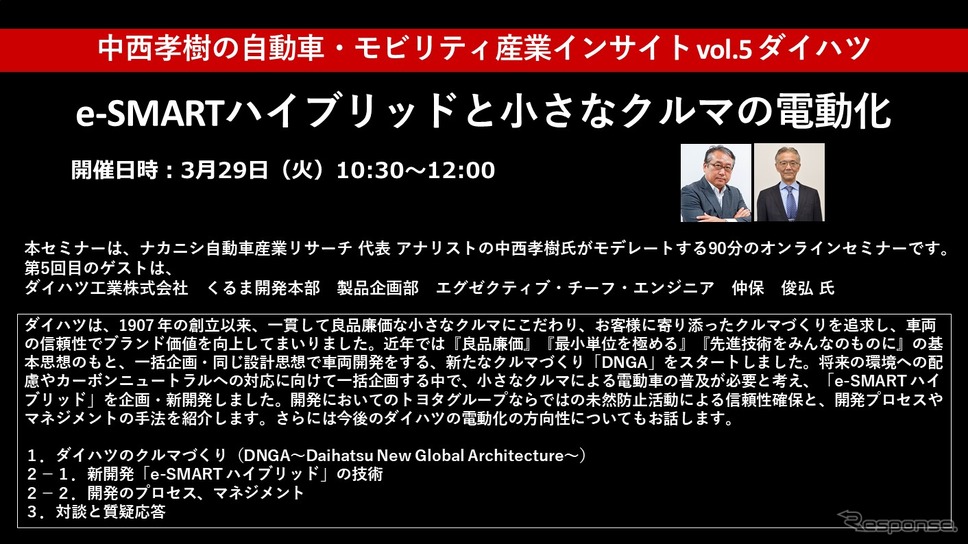 中西孝樹の自動車・モビリティ産業インサイト vol.5 ダイハツ
e-SMARTハイブリッドと小さなクルマの電動化
開催日時：3月29日（火）10:30～12:00
本セミナーは、ナカニシ自動車産業リサーチ 代表 アナリストの中西孝樹氏がモデレートする90分のオンラインセミナーです。
第5回目のゲストは、
ダイハツ工業株式会社　くるま開発本部　製品企画部　エグゼクティブ・チーフ・エンジニア　仲保　俊弘 氏
ダイハツは、1907 年の創立以来、一貫して良品廉価な小さなクルマにこだわり、お客様に寄り添ったクルマづくりを追求し、車両
の信頼性でブランド価値を向上してまいりました。近年では『良品廉価』『最小単位を極める』『先進技術をみんなのものに』の基
本思想のもと、一括企画・同じ設計思想で車両開発をする、新たなクルマづくり「DNGA」をスタートしました。将来の環境への配
慮やカーボンニュートラルへの対応に向けて一括企画する中で、小さなクルマによる電動車の普及が必要と考え、「e-SMART ハイ
ブリッド」を企画・新開発しました。開発においてのトヨタグループならではの未然防止活動による信頼性確保と、開発プロセスや
マネジメントの手法を紹介します。さらには今後のダイハツの電動化の方向性についてもお話します。
１．ダイハツのクルマづくり（DNGA～Daihatsu New Global Architecture～）
２－１．新開発「e-SMART ハイブリッド」の技術
２－２．開発のプロセス、マネジメント
３．対談と質疑応答
Response.